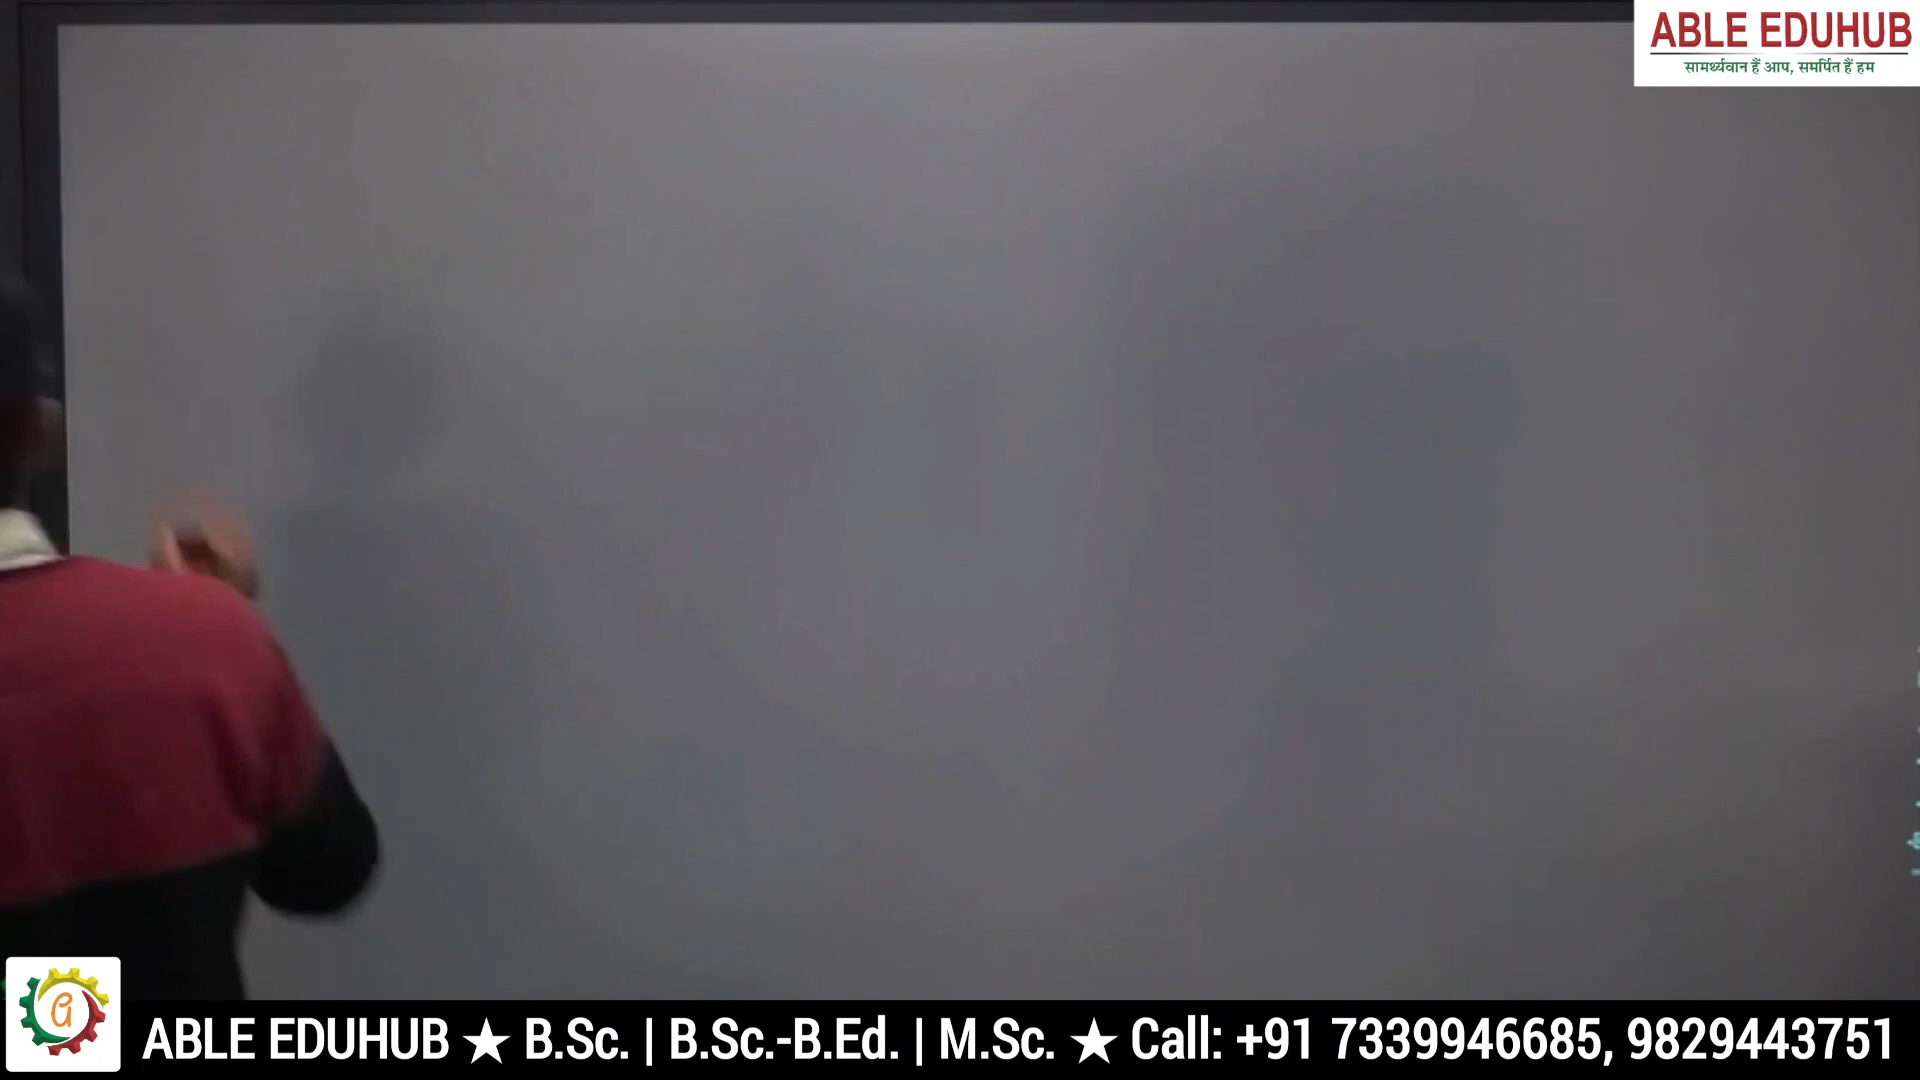 ABLE EDUHUB
सामर्थ्यवान हैं आप, समर्पित हैं हम
ABLE EDUHUB ★ B.Sc. | B.Sc.-B.Ed. | M.Sc. ★ Call: +91 7339946685, 9829443751